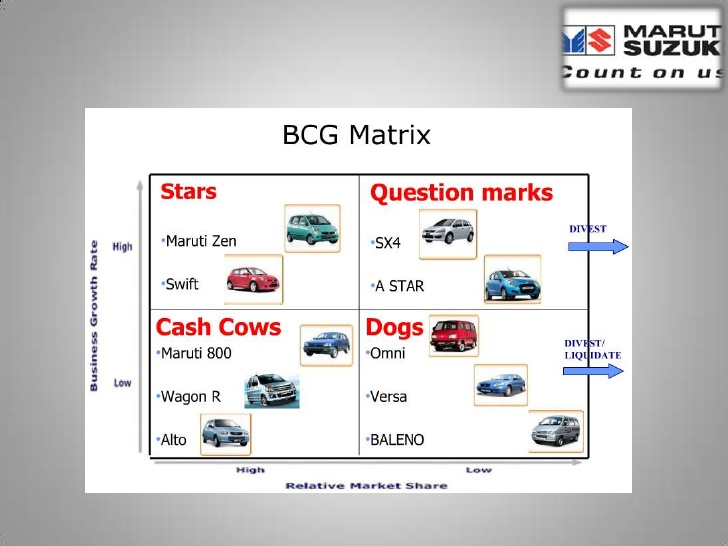 MARUT
SUZUK
Count on us
BCG Matrix
Stars
•Maruti Zen
•Swift
Question marks
•SX4
•A STAR
DIVEST
Cash Cows
•Maruti 800
•Wagon R
•Alto
Dogs
•Omni
•Versa
•BALENO
DIVEST/
LIQUIDATE
Business Growth Rate
High
Low
High
Low
Relative Market Share